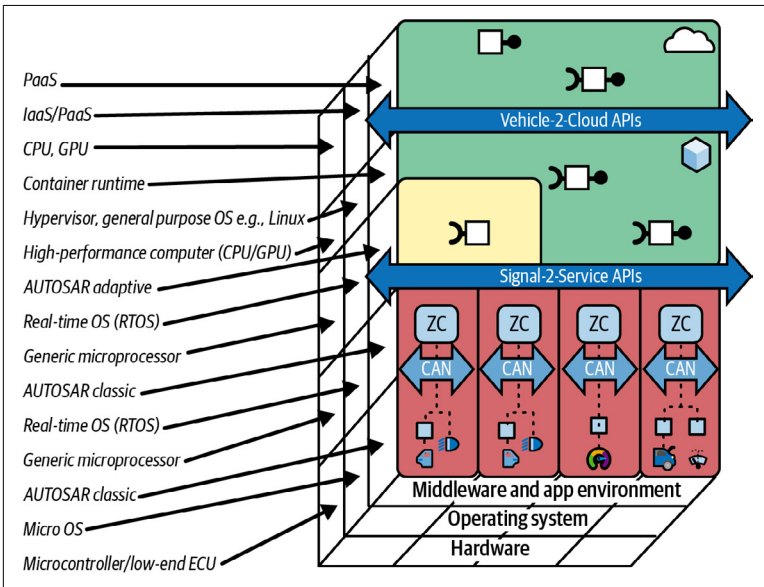 PaaS
IaaS/PaaS
CPU, GPU
Container runtime
Hypervisor, general purpose OS e.g., Linux
High-performance computer (CPU/GPU)
AUTOSAR adaptive
Real-time OS (RTOS)
Generic microprocessor
AUTOSAR classic
Real-time OS (RTOS)
Generic microprocessor
AUTOSAR classic
Micro OS
Microcontroller/low-end ECU
Vehicle-2-Cloud APIs
Signal-2-Service APIs
ZC ZC ZC ZC
CAN CAN CAN CAN
Middleware and app environment
Operating system
Hardware